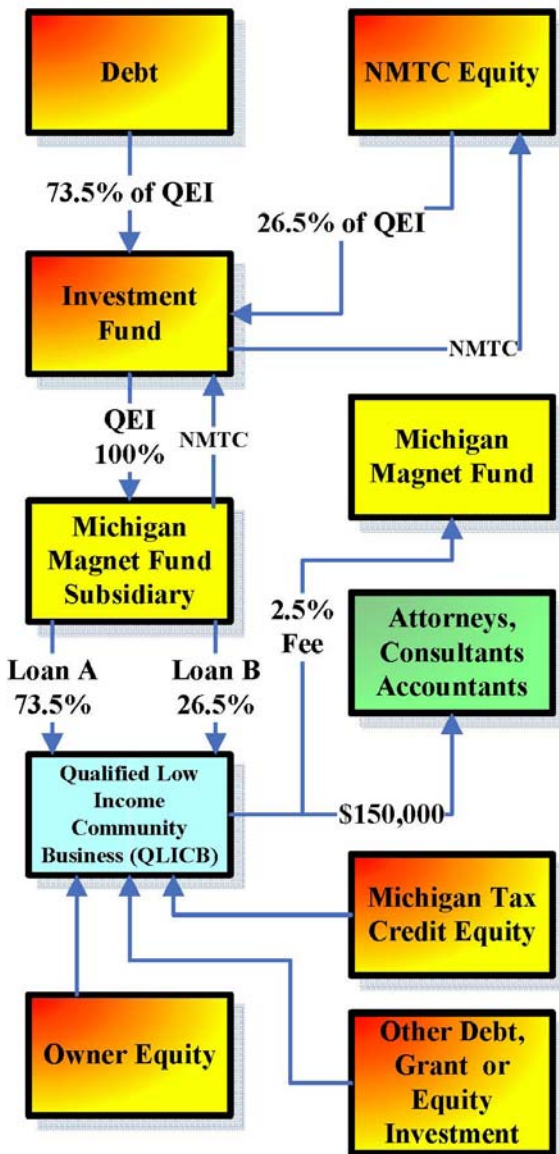 Debt
NMTC Equity
73.5% of QEI
26.5% of QEI
Investment
Fund
NMTC
QEI
100%
NMTC
Michigan
Magnet Fund
Michigan
Magnet Fund
Subsidiary
2.5%
Fee
Attorneys,
Consultants
Accountants
Loan A
73.5%
Loan B
26.5%
Qualified Low
Income
Community
Business (QLICB)
$150,000
Michigan Tax
Credit Equity
Owner Equity
Other Debt,
Grant or
Equity
Investment